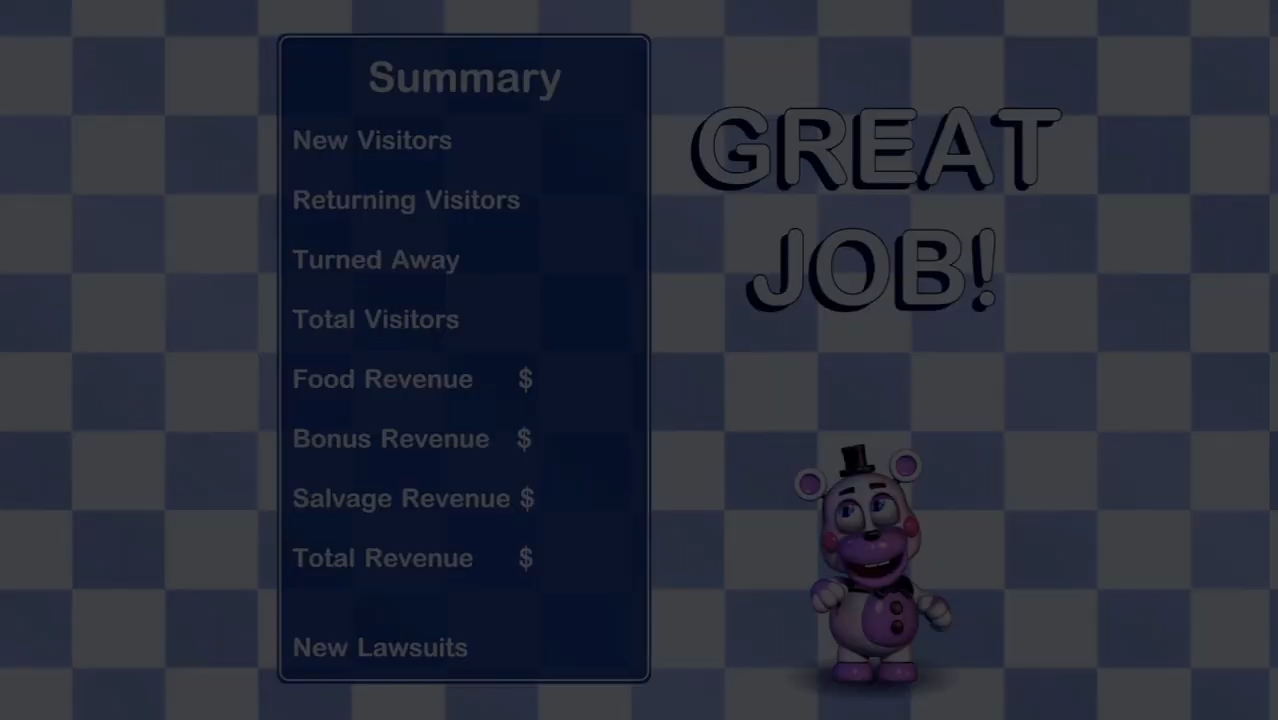 Summary
New Visitors
Returning Visitors
Turned Away
Total Visitors
Food Revenue $
Bonus Revenue $
Salvage Revenue $
Total Revenue $
New Lawsuits
GREAT
JOB!